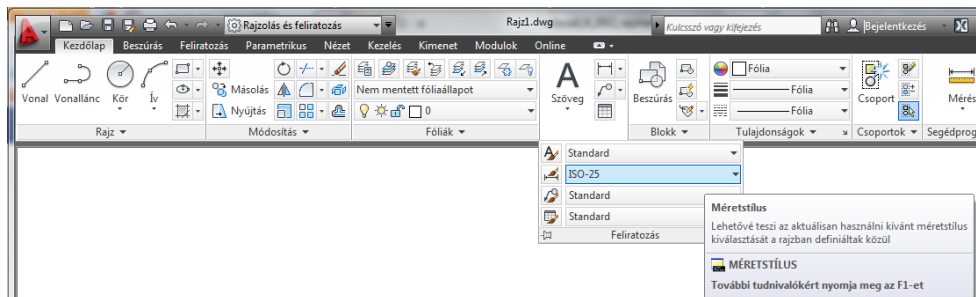 Rajzolás és feliratozás
Rajz1.dwg
Kulcsszó vagy kifejezés
Bejelentkezés
Kezdőlap Beszúrás Feliratozás Parametrikus Nézet Kezelés Kimenet Modulok Online
Vonal Vonallánc Kör Ív
Másolás
Nyújtás
Nem mentett fóliaállapot
0
Szöveg
Beszúrás
Fólia
Fólia
Fólia
Csoport
Mérés
Rajz Módosítás Fóliák Blokk Tulajdonságok Csoportok Segédprog
Standard
ISO-25
Standard
Standard
Feliratozás
Méretstílus
Lehetővé teszi az aktuálisan használni kívánt méretstílus
kiválasztását a rajzban definiáltak közül
MÉRETSTÍLUS
További tudnivalókért nyomja meg az F1-et